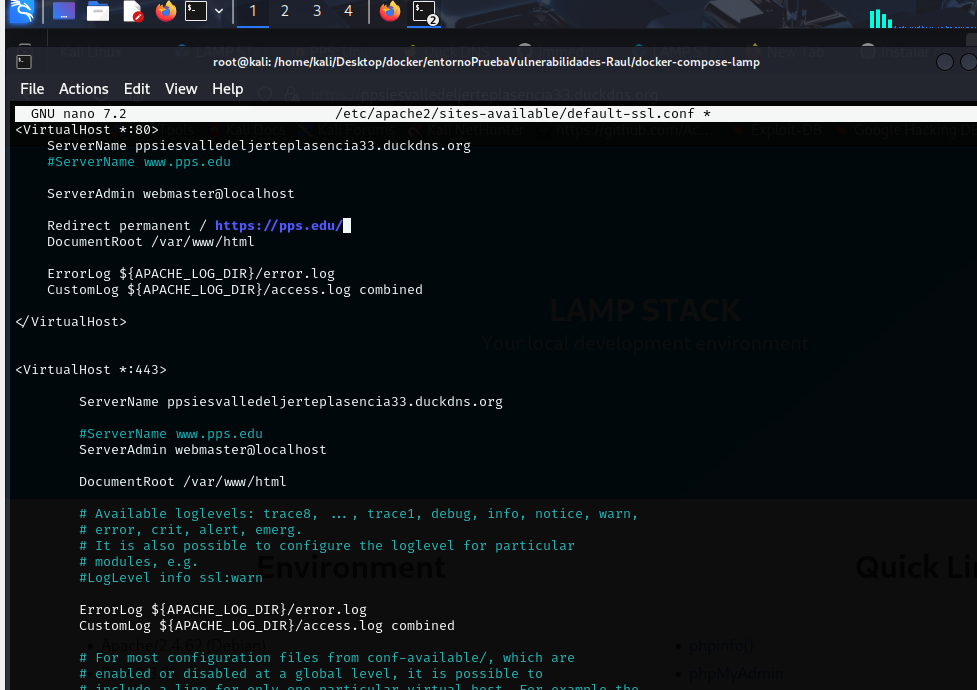 1 2 3 4
2
root@kali: /home/kali/Desktop/docker/entornoPruebaVulnerabilidades-Raul/docker-compose-lamp
File Actions Edit View Help
GNU nano 7.2 /etc/apache2/sites-available/default-ssl.conf *
<VirtualHost *:80>
    ServerName ppsiesvalledeljerteplasencia33.duckdns.org
    #ServerName www.pps.edu
    ServerAdmin webmaster@localhost
    Redirect permanent / https://pps.edu/
    DocumentRoot /var/www/html
    ErrorLog ${APACHE_LOG_DIR}/error.log
    CustomLog ${APACHE_LOG_DIR}/access.log combined
</VirtualHost>
LAMP STACK
Your local development environment
<VirtualHost *:443>
        ServerName ppsiesvalledeljerteplasencia33.duckdns.org
        #ServerName www.pps.edu
        ServerAdmin webmaster@localhost
        DocumentRoot /var/www/html
        # Available loglevels: trace8, ..., trace1, debug, info, notice, warn,
        # error, crit, alert, emerg.
        # It is also possible to configure the loglevel for particular
        # modules, e.g.
        #LogLevel info ssl:warn
Environment
Quick Li
        ErrorLog ${APACHE_LOG_DIR}/error.log
        CustomLog ${APACHE_LOG_DIR}/access.log combined
Apache/2.4.62 (Debian)
phpinfo()
        # For most configuration files from conf-available/, which are
        # enabled or disabled at a global level, it is possible to
phpMyAdmin
        # include a line for only one particular virtual host. For example the